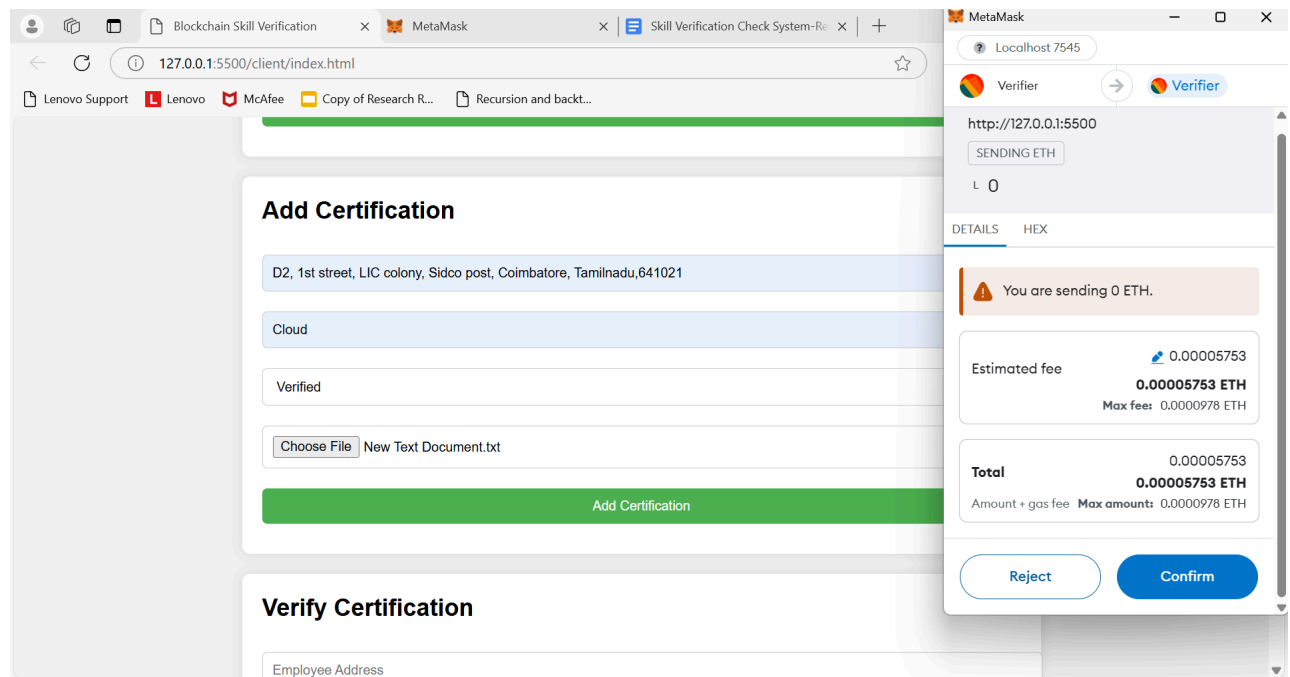 Blockchain Skill Verification
MetaMask
Skill Verification Check System-Re
127.0.0.1:5500/client/index.html
Lenovo Support
L Lenovo
McAfee
Copy of Research R...
Recursion and backt...
Add Certification
D2, 1st street, LIC colony, Sidco post, Coimbatore, Tamilnadu,641021
Cloud
Verified
Choose File New Text Document.txt
Add Certification
Verify Certification
Employee Address
MetaMask
? Localhost 7545
Verifier
Verifier
http://127.0.0.1:5500
SENDING ETH
L 0
DETAILS HEX
You are sending 0 ETH.
Estimated fee 0.00005753
0.00005753 ETH
Max fee: 0.0000978 ETH
Total 0.00005753
0.00005753 ETH
Amount + gas fee Max amount: 0.0000978 ETH
Reject Confirm